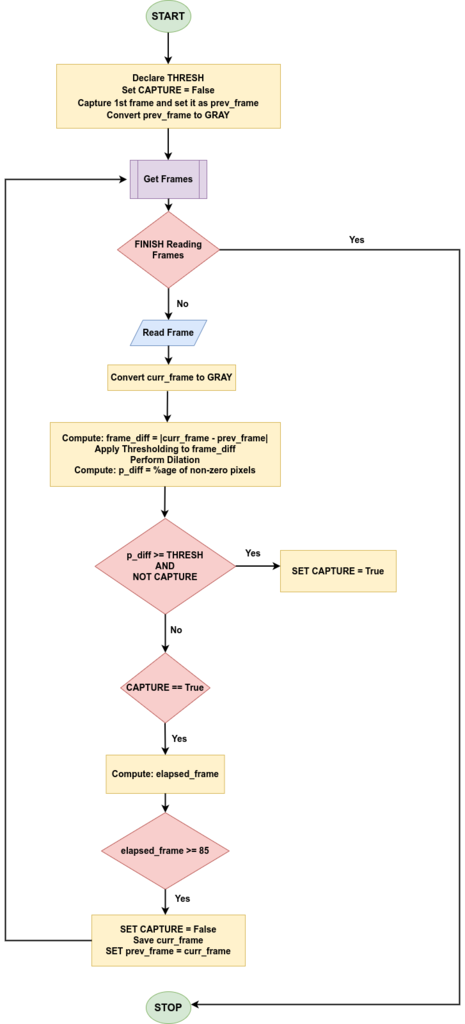 START
Declare THRESH
Set CAPTURE = False
Capture 1st frame and set it as prev_frame
Convert prev_frame to GRAY
Get Frames
FINISH Reading
Frames
Yes
No
Read Frame
Convert curr_frame to GRAY
Compute: frame_diff = |curr_frame - prev_frame|
Apply Thresholding to frame_diff
Perform Dilation
Compute: p_diff = %age of non-zero pixels
p_diff >= THRESH
AND
NOT CAPTURE
Yes
SET CAPTURE = True
No
CAPTURE == True
Yes
Compute: elapsed_frame
elapsed_frame >= 85
Yes
SET CAPTURE = False
Save curr_frame
SET prev_frame = curr_frame
STOP